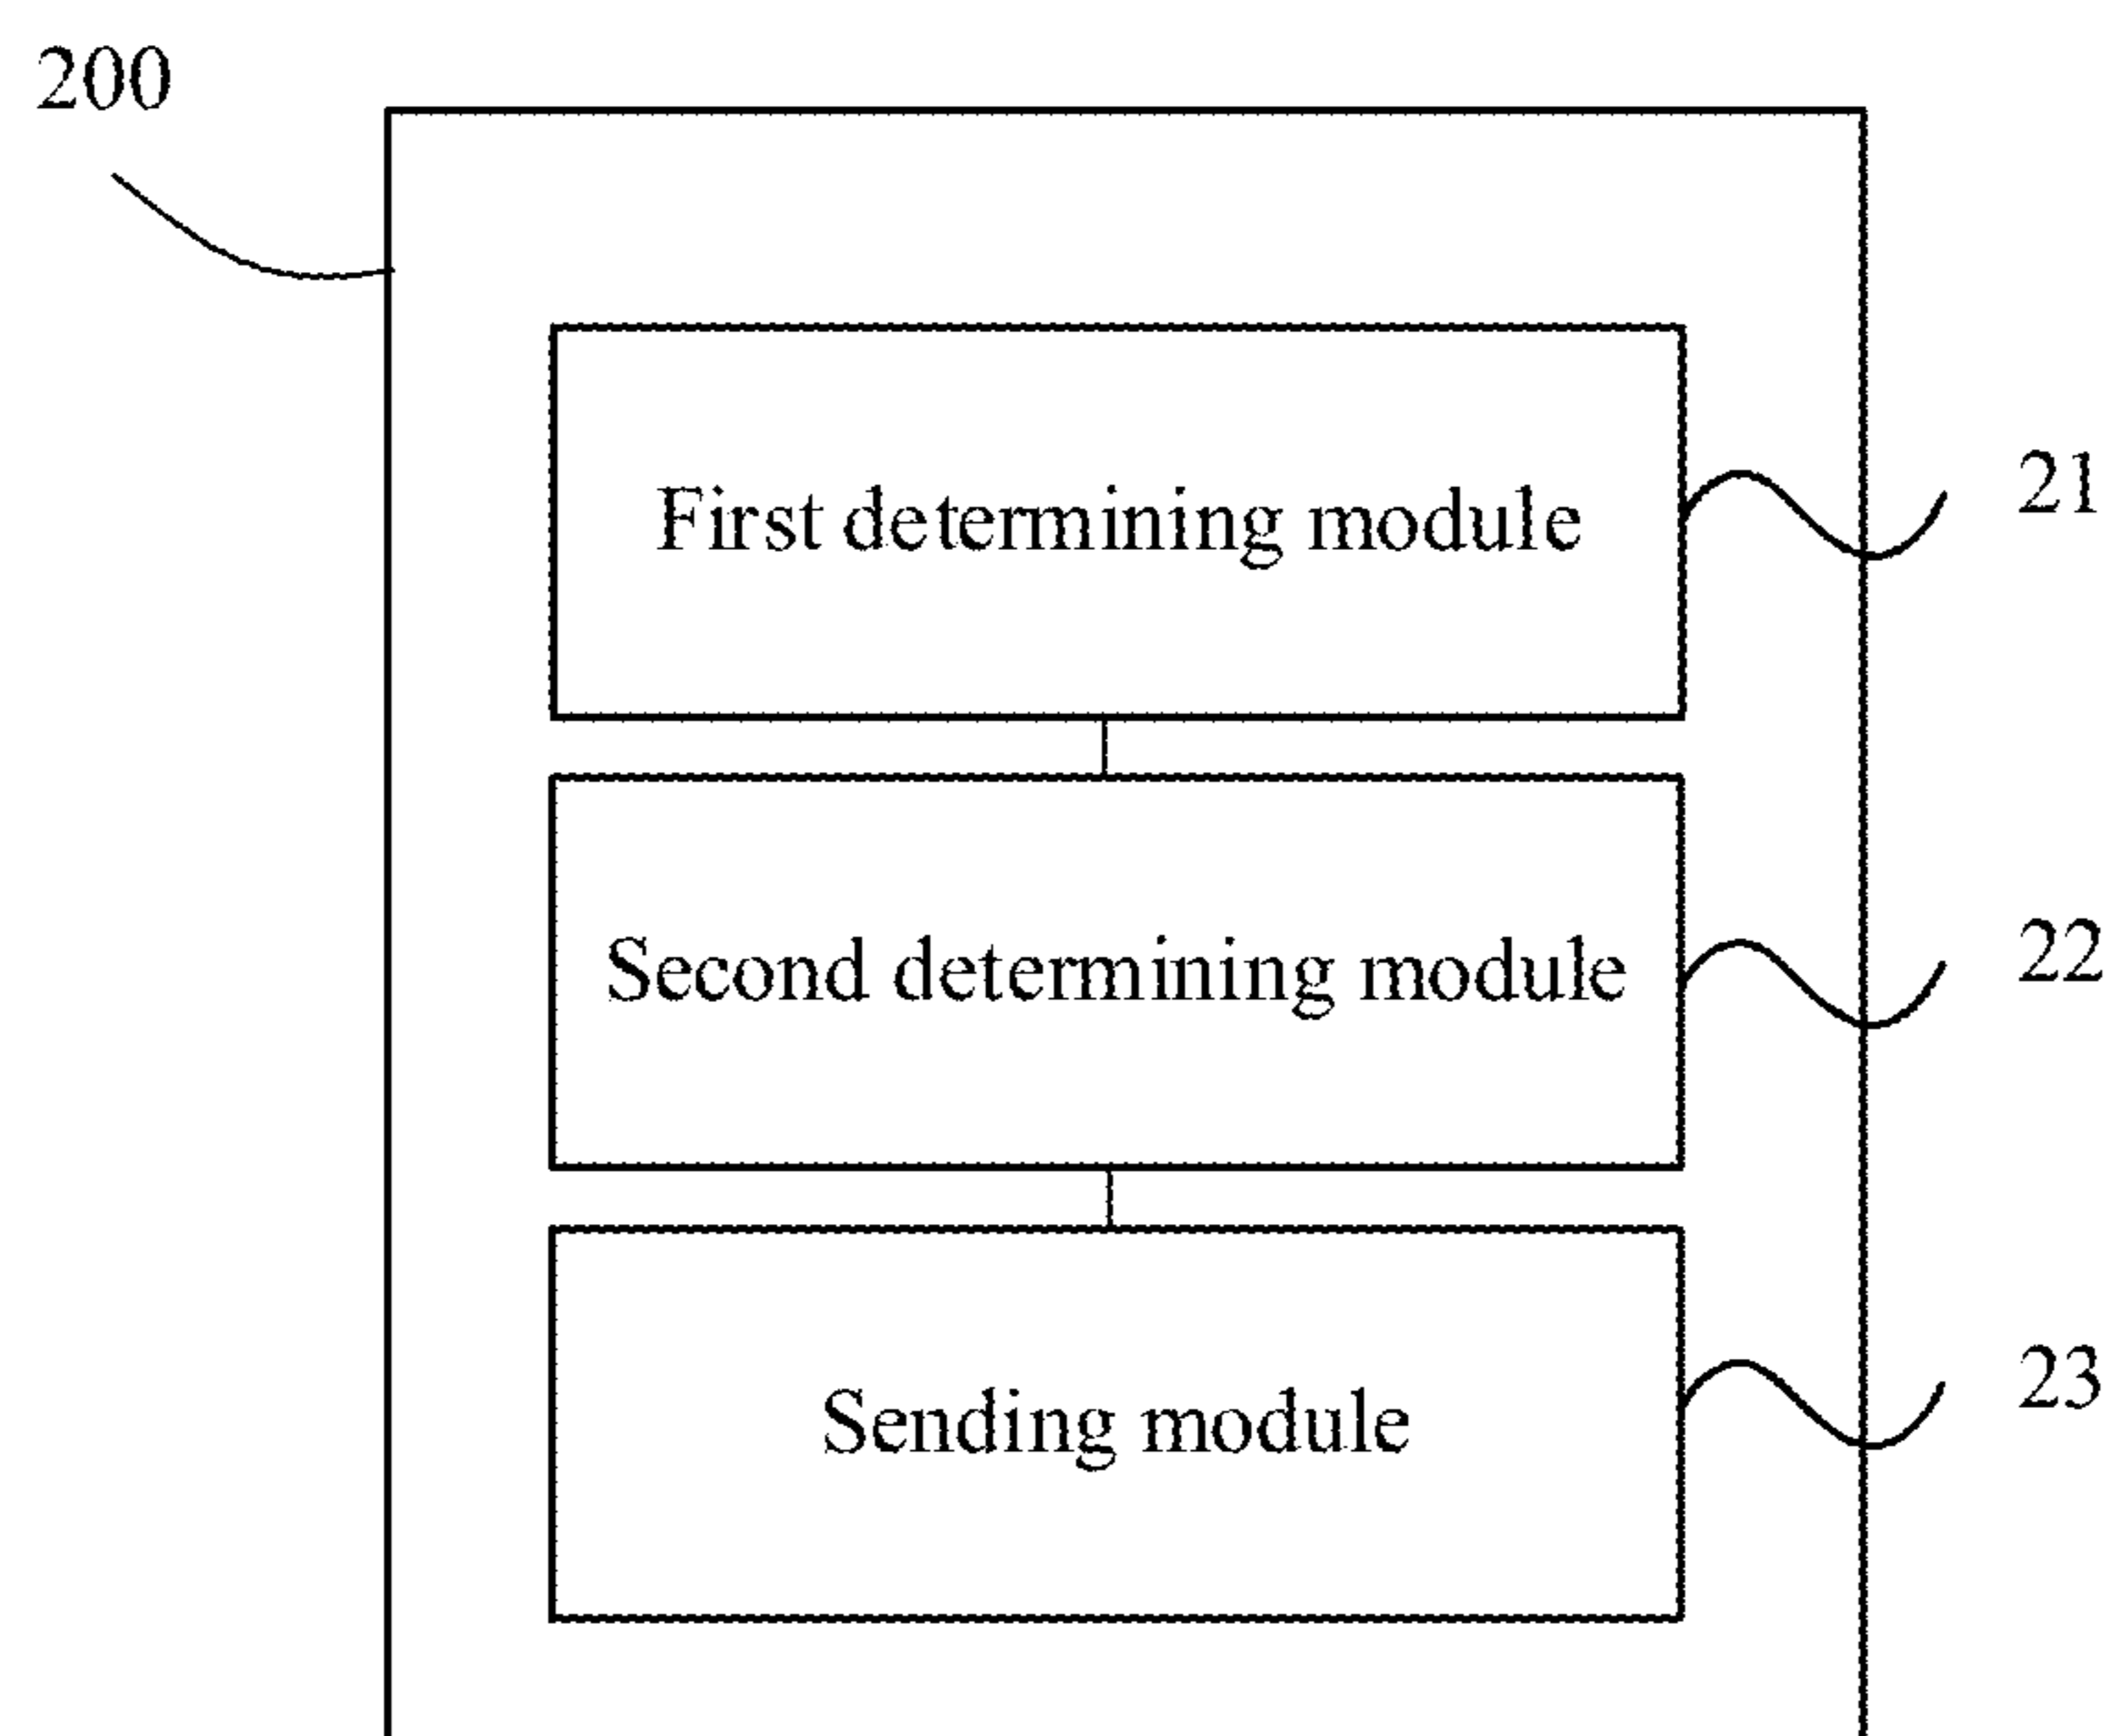 200
First determining module
21
Second determining module
22
Sending module
23